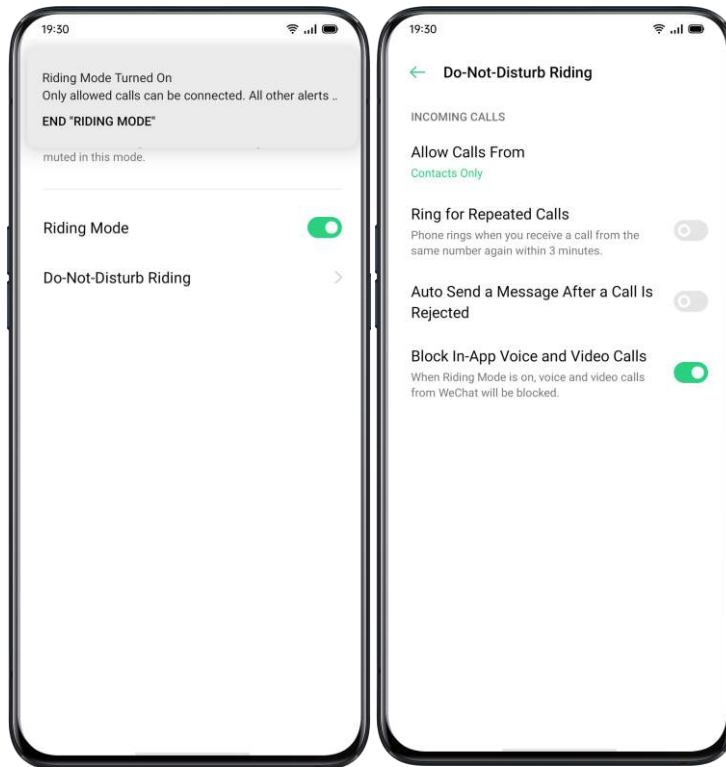 19:30
Riding Mode Turned On
Only allowed calls can be connected. All other alerts ..
END "RIDING MODE"
muted in this mode.
Riding Mode
Do-Not-Disturb Riding
19:30
Do-Not-Disturb Riding
INCOMING CALLS
Allow Calls From
Contacts Only
Ring for Repeated Calls
Phone rings when you receive a call from the
same number again within 3 minutes.
Auto Send a Message After a Call Is
Rejected
Block In-App Voice and Video Calls
When Riding Mode is on, voice and video calls
from WeChat will be blocked.